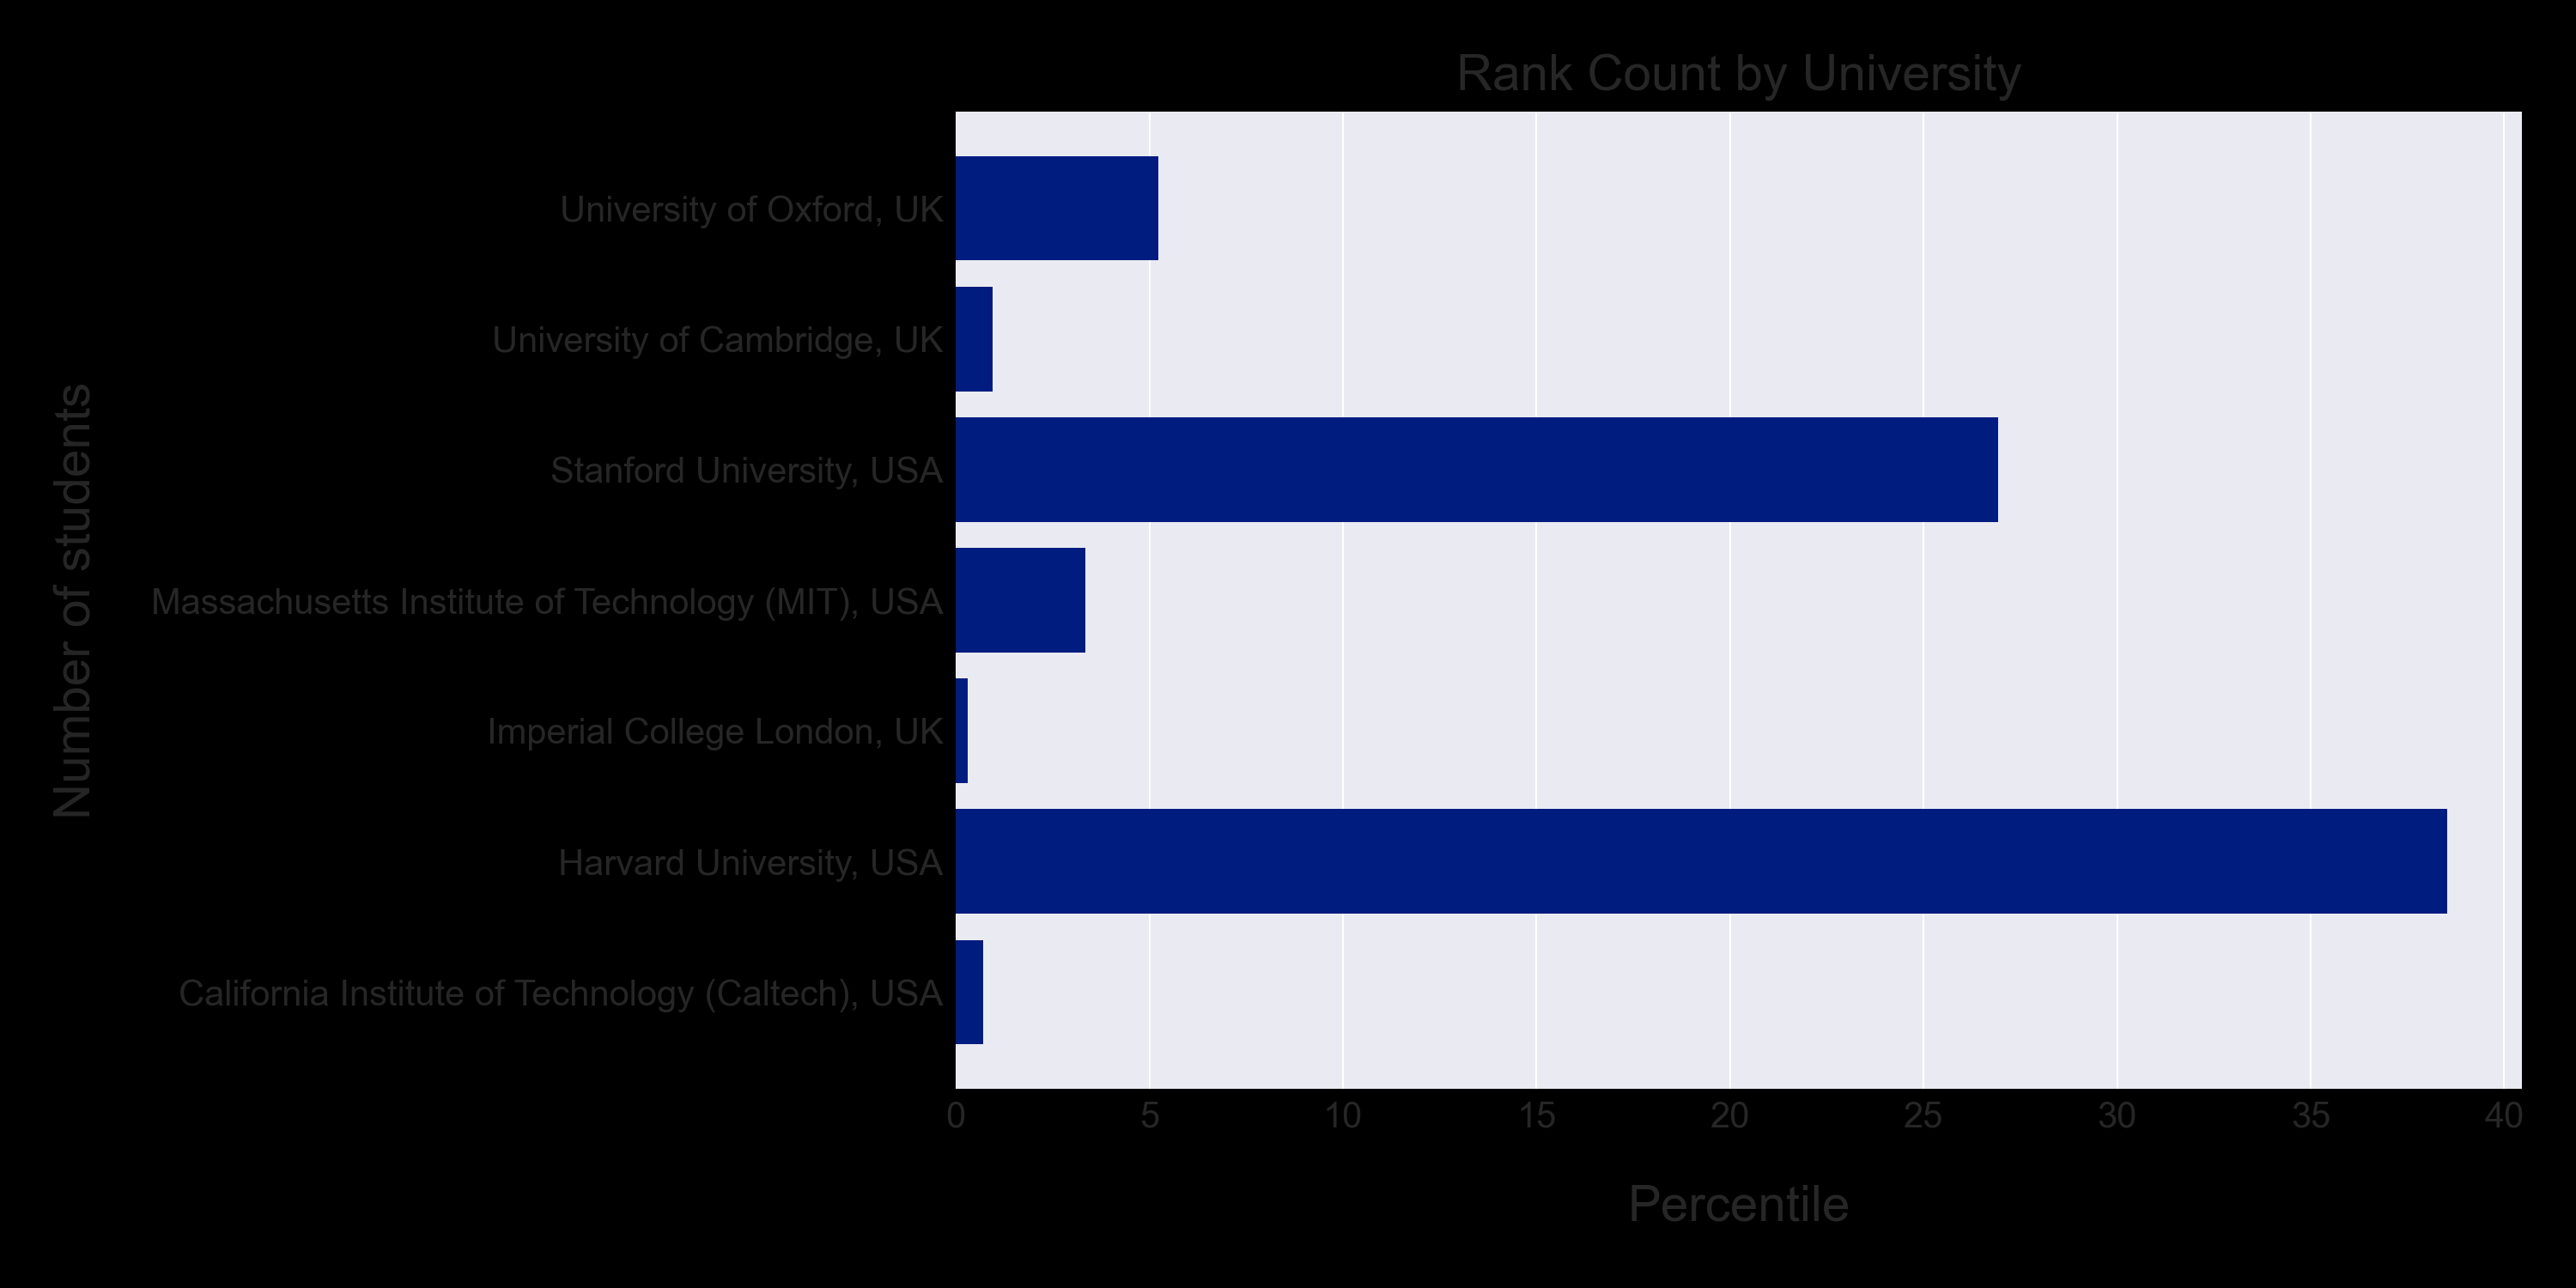 Rank Count by University
Number of students
University of Oxford, UK
University of Cambridge, UK
Stanford University, USA
Massachusetts Institute of Technology (MIT), USA
Imperial College London, UK
Harvard University, USA
California Institute of Technology (Caltech), USA
0 5 10 15 20 25 30 35 40
Percentile